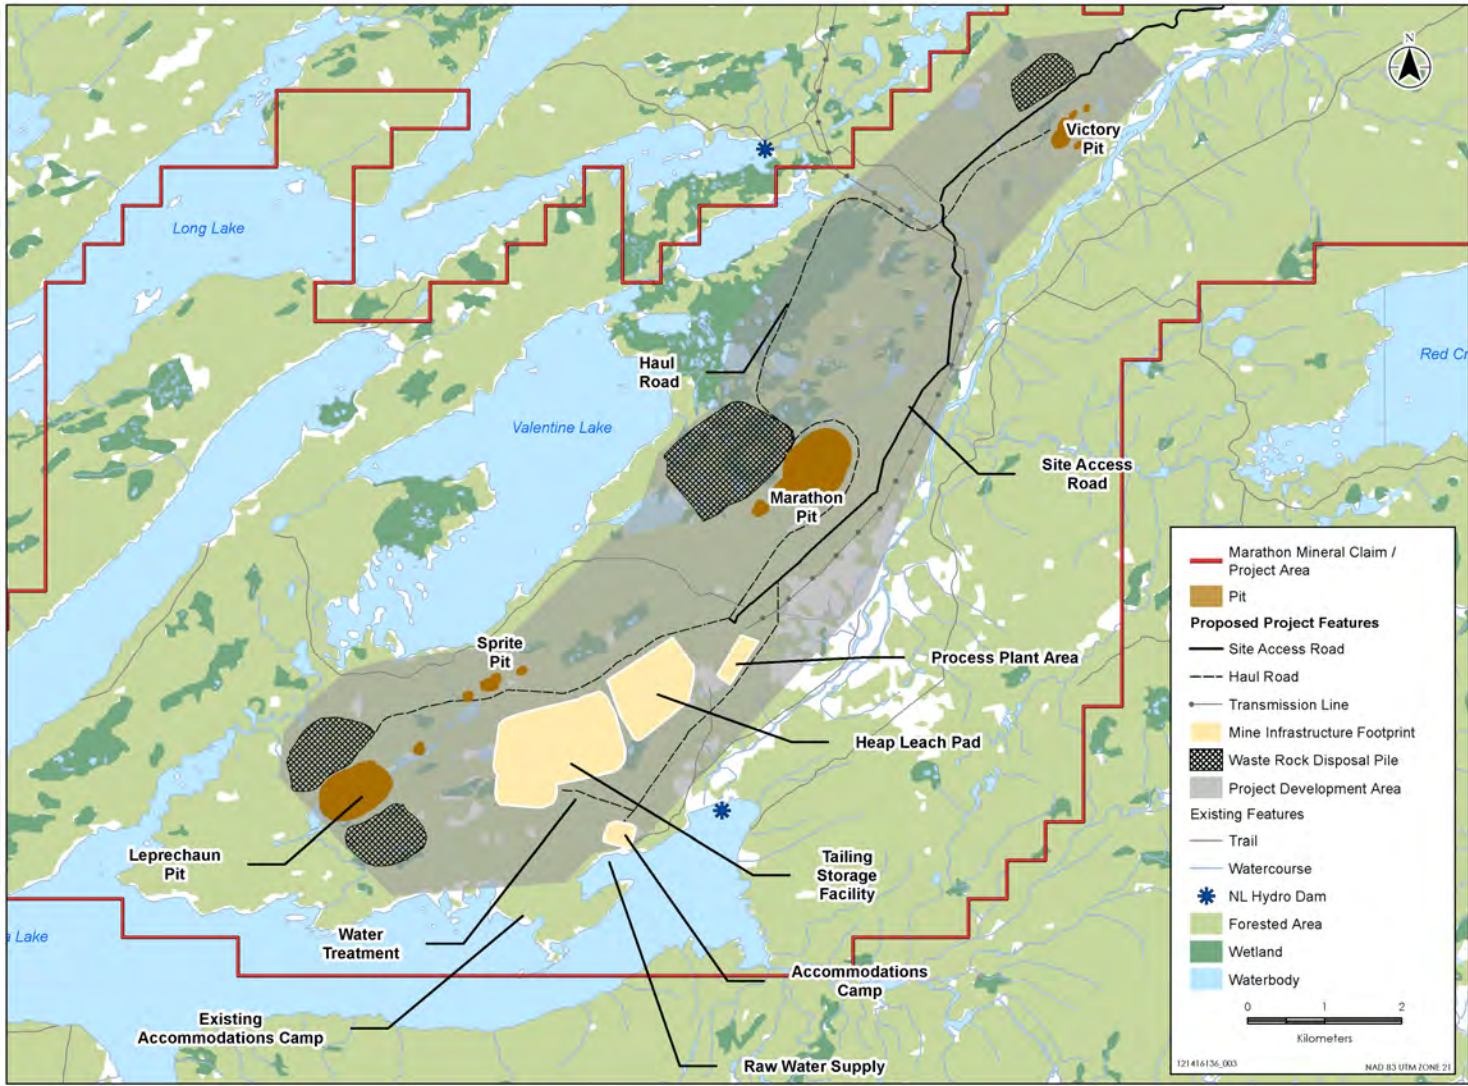 N
Victory
Pit
Long Lake
Haul
Road
Red Cr
Valentine Lake
Site Access
Road
Marathon
Pit
Sprite
Pit
Process Plant Area
Heap Leach Pad
Leprechaun
Pit
Tailing
Storage
Facility
a Lake
Water
Treatment
Accommodations
Camp
Existing
Accommodations Camp
Raw Water Supply
Marathon Mineral Claim /
Project Area
Pit
Proposed Project Features
Site Access Road
Haul Road
Transmission Line
Mine Infrastructure Footprint
Waste Rock Disposal Pile
Project Development Area
Existing Features
Trail
Watercourse
NL Hydro Dam
Forested Area
Wetland
Waterbody
0 1 2
Kilometers
121416136_003
NAD 83 UTM ZONE 21